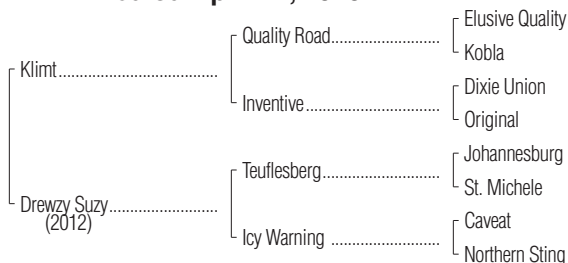 Elusive Quality
Quality Road
Kobla
Klimt
Dixie Union
Inventive
Original
Johannesburg
Teuflesberg
St. Michele
Drewzy Suzy
(2012)
Caveat
Icy Warning
Northern Sting